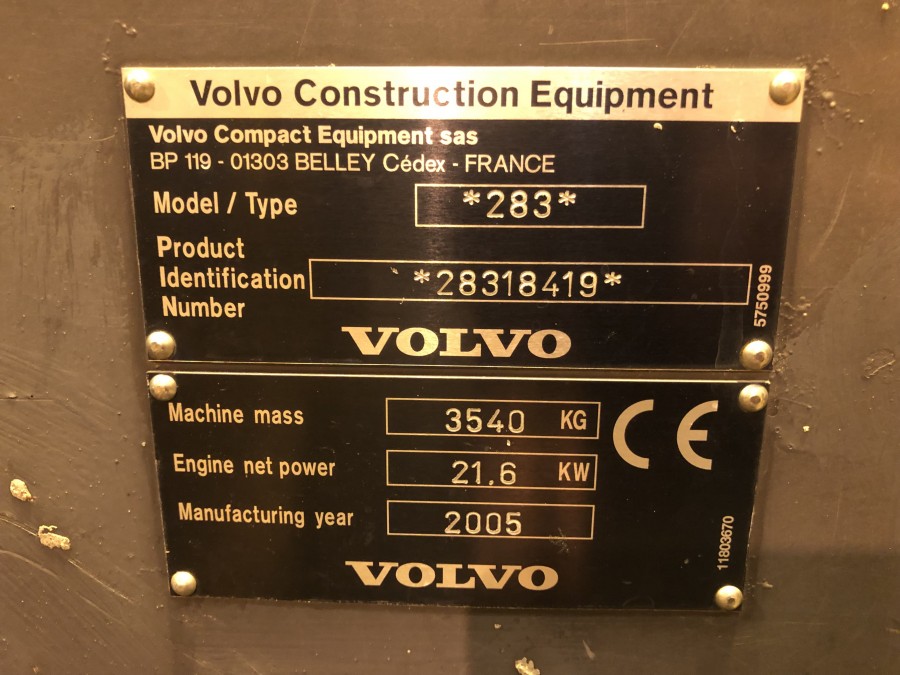 Volvo Construction Equipment
Volvo Compact Equipment sas
BP 119 - 01303 BELLEY Cédex - FRANCE
Model / Type *283*
Product
Identification *28318419*
Number
5750999
VOLVO
Machine mass 3540 KG
CE
Engine net power 21.6 KW
Manufacturing year 2005
11803670
VOLVO